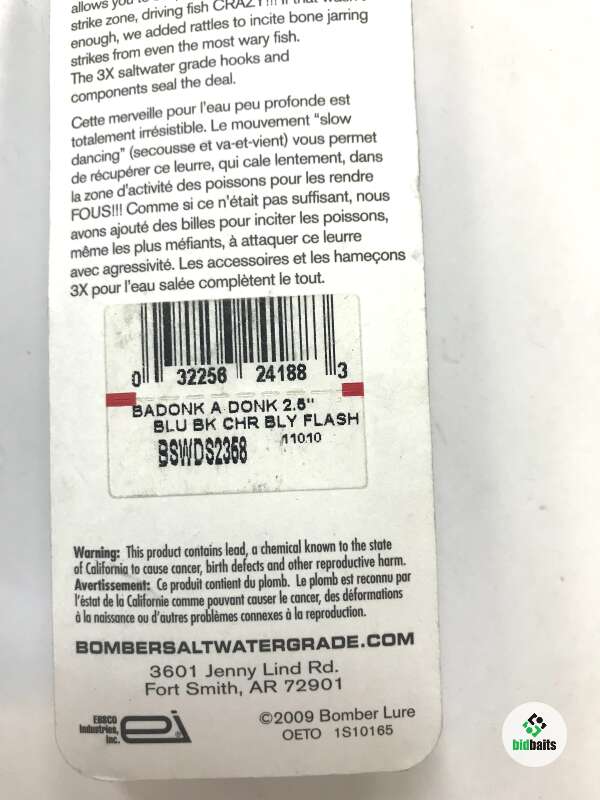 allows you
strike zone, driving fish CRAZY!!!
enough, we added rattles to incite bone jarring
strikes from even the most wary fish.
The 3X saltwater grade hooks and
components seal the deal.
Cette merveille pour l'eau peu profonde est
totalement irrésistible. Le mouvement "slow
dancing" (secousse et va-et-vient) vous permet
de récupérer ce leurre, qui cale lentement, dans
la zone d'activité des poissons pour les rendre
FOUS!!! Comme si ce n'était pas suffisant, nous
avons ajouté des billes pour inciter les poissons,
même les plus méfiants, à attaquer ce leurre
avec agressivité. Les accessoires et les hameçons
3X pour l'eau salée complètent le tout.
0 32256 24188 3
BADONK A DONK 2.5"
BLU BK CHR BLY FLASH
BSWDS2368 11010
Warning: This product contains lead, a chemical known to the state
of California to cause cancer, birth defects and other reproductive harm.
Avertissement: Ce produit contient du plomb. Le plomb est reconnu par
l'éstat de la Californie comme pouvant causer le cancer, des déformations
à la naissance ou d'autres problèmes connexes à la reproduction.
BOMBERSALTWATERGRADE.COM
3601 Jenny Lind Rd.
Fort Smith, AR 72901
EBSCO
Industries,
Inc.
ei
©2009 Bomber Lure
OETO 1S10165
bidbaits